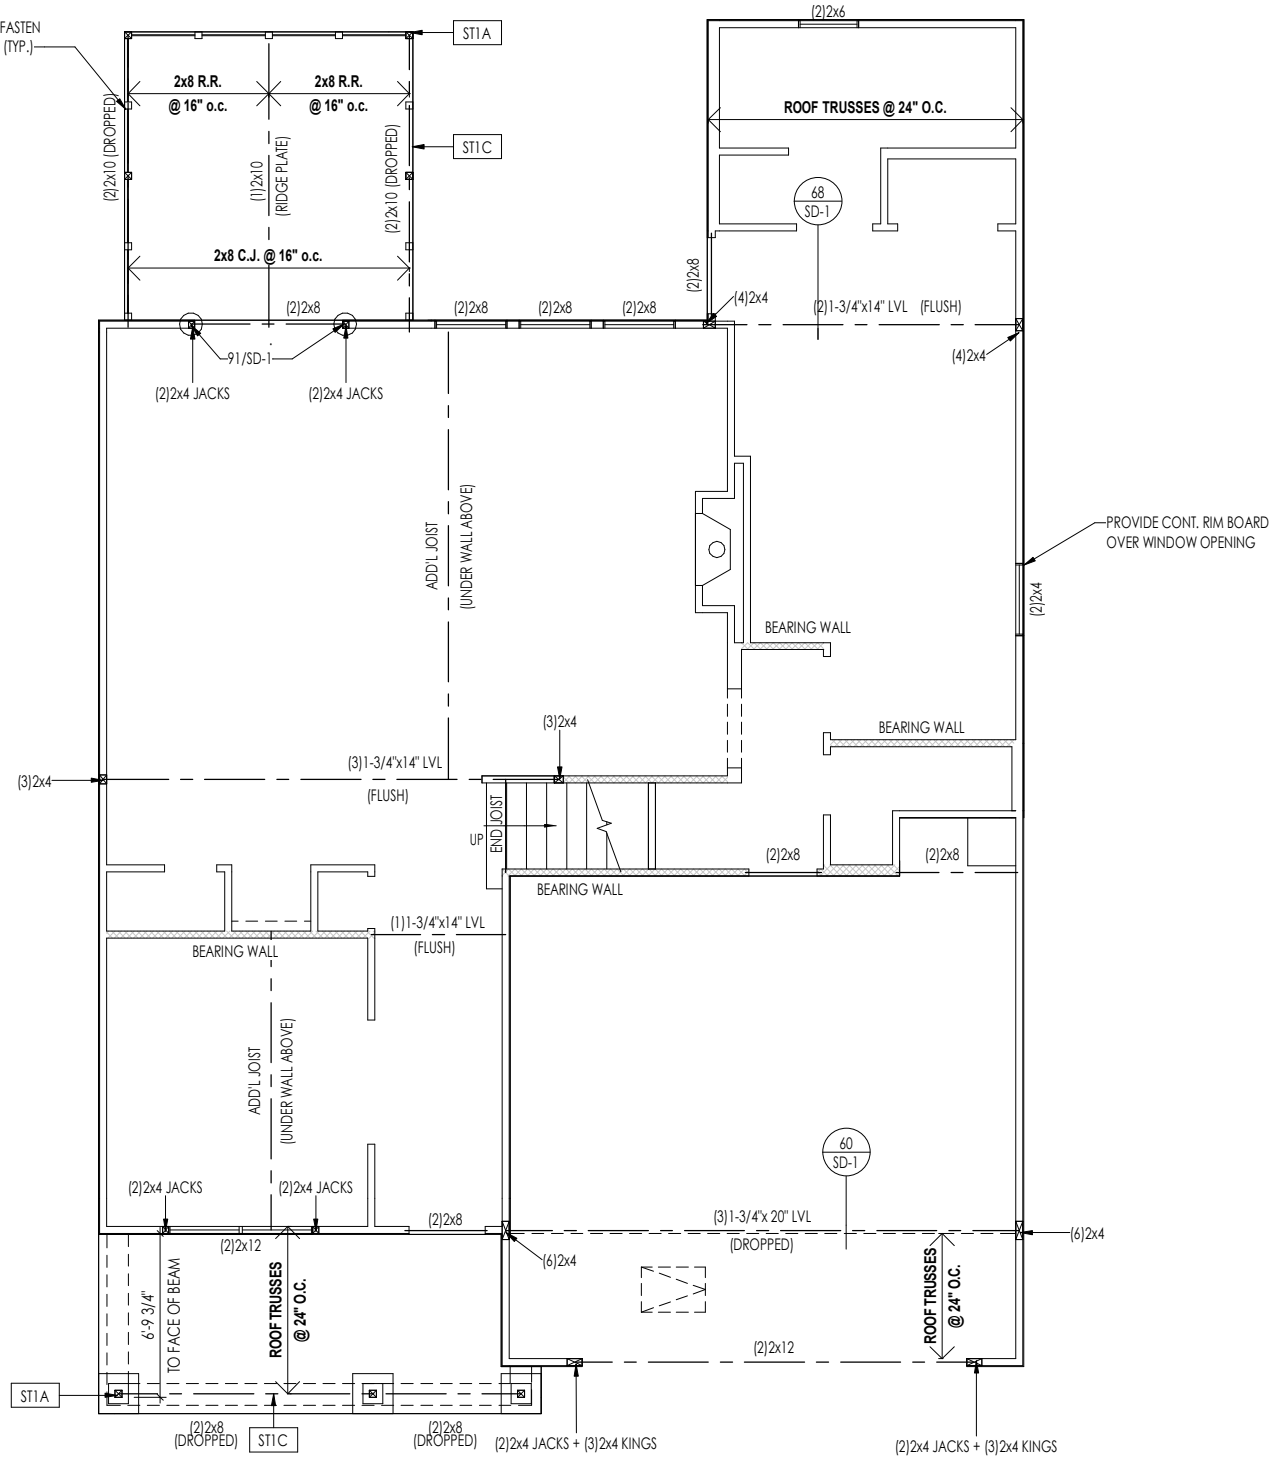 FASTEN
(TYP.)
ST1A
(2)2x6
2x8 R.R.
@ 16" o.c.
2x8 R.R.
@ 16" o.c.
(2)2x10 (DROPPED)
(1)2x10
(RIDGE PLATE)
(2)2x10 (DROPPED)
ST1C
ROOF TRUSSES @ 24" O.C.
68
SD-1
2x8 C.J. @ 16" o.c.
(2)2x8
(2)2x8
(2)2x8
(2)2x8
(2)2x8
(4)2x4
(2)1-3/4"x14" LVL (FLUSH)
(4)2x4
91/SD-1
(2)2x4 JACKS
(2)2x4 JACKS
ADD'L JOIST
(UNDER WALL ABOVE)
PROVIDE CONT. RIM BOARD
OVER WINDOW OPENING
(2)2x4
BEARING WALL
BEARING WALL
(3)2x4
(3)2x4
(3)1-3/4"x14" LVL
(FLUSH)
UP
END JOIST
(2)2x8
(2)2x8
BEARING WALL
(1)1-3/4"x14" LVL
(FLUSH)
BEARING WALL
ADD'L JOIST
(UNDER WALL ABOVE)
60
SD-1
(2)2x4 JACKS
(2)2x4 JACKS
(2)2x8
(2)2x12
(3)1-3/4"x 20" LVL
(DROPPED)
(6)2x4
(6)2x4
6'-9 3/4"
TO FACE OF BEAM
ROOF TRUSSES
@ 24" O.C.
ROOF TRUSSES
@ 24" O.C.
(2)2x12
ST1A
(2)2x8
(DROPPED)
ST1C
(2)2x8
(DROPPED)
(2)2x4 JACKS + (3)2x4 KINGS
(2)2x4 JACKS + (3)2x4 KINGS